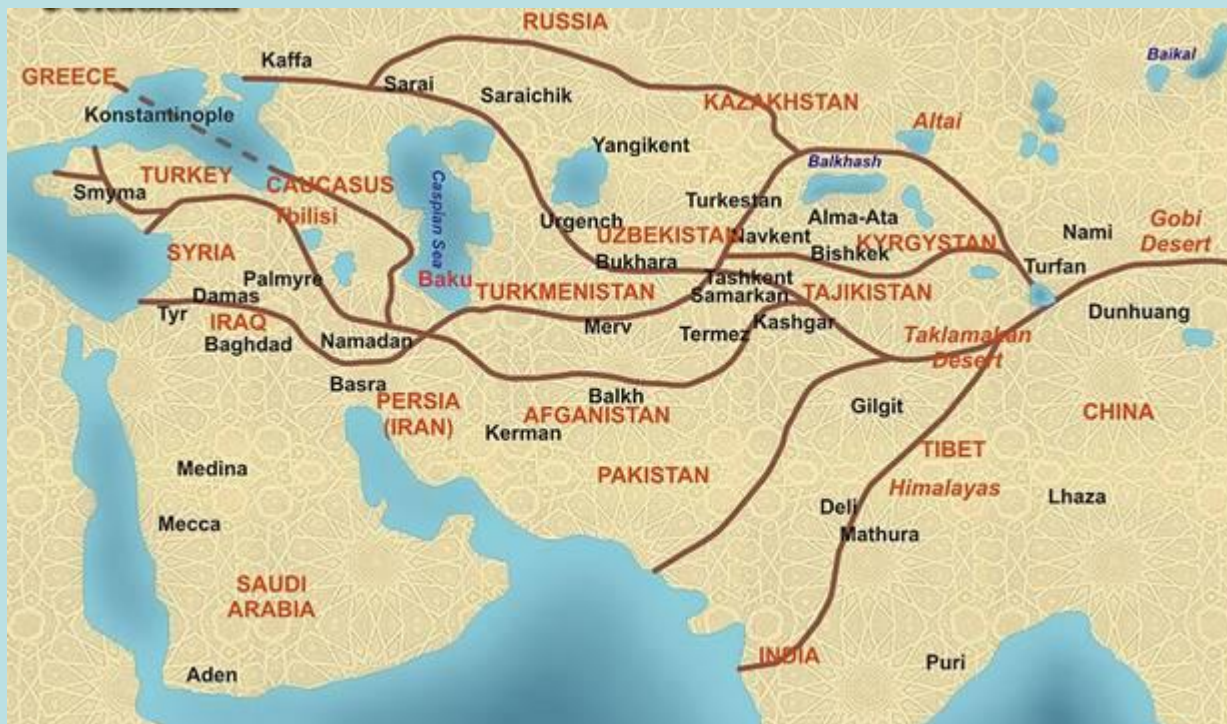 RUSSIA
Kaffa
Baikal
GREECE
Sarai
Saraichik
KAZAKHSTAN
Konstantinople
Altai
Yangikent
Balkhash
TURKEY
CAUCASUS
Smyma
Caspian Sea
Turkestan
Tbilisi
Alma-Ata
Urgench
UZBEKISTAN
Navkent
KYRGYSTAN
Nami
Gobi
Desert
SYRIA
Bishkek
Bukhara
Turfan
Palmyre
Baku
Tashkent
TURKMENISTAN
Samarkan
TAJIKISTAN
Damas
Tyr
IRAQ
Merv
Kashgar
Dunhuang
Baghdad
Namadan
Termez
Taklamakan
Desert
Basra
Balkh
PERSIA
(IRAN)
AFGANISTAN
Gilgit
CHINA
Kerman
TIBET
Medina
PAKISTAN
Himalayas
Lhaza
Deli
Mecca
Mathura
SAUDI
ARABIA
INDIA
Puri
Aden